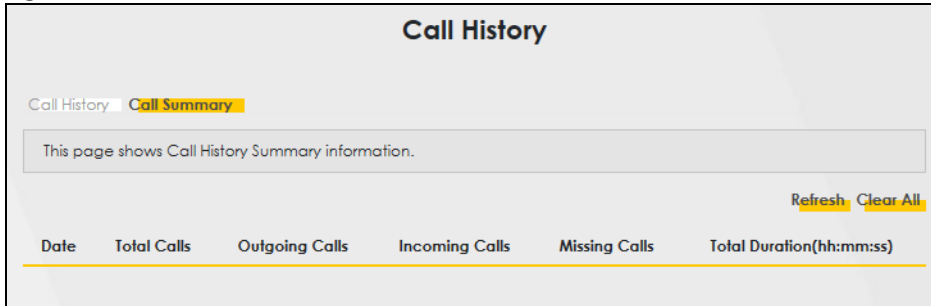 Call History
Call History Call Summary
This page shows Call History Summary information.
Refresh Clear All
Date Total Calls Outgoing Calls Incoming Calls Missing Calls Total Duration(hh:mm:ss)